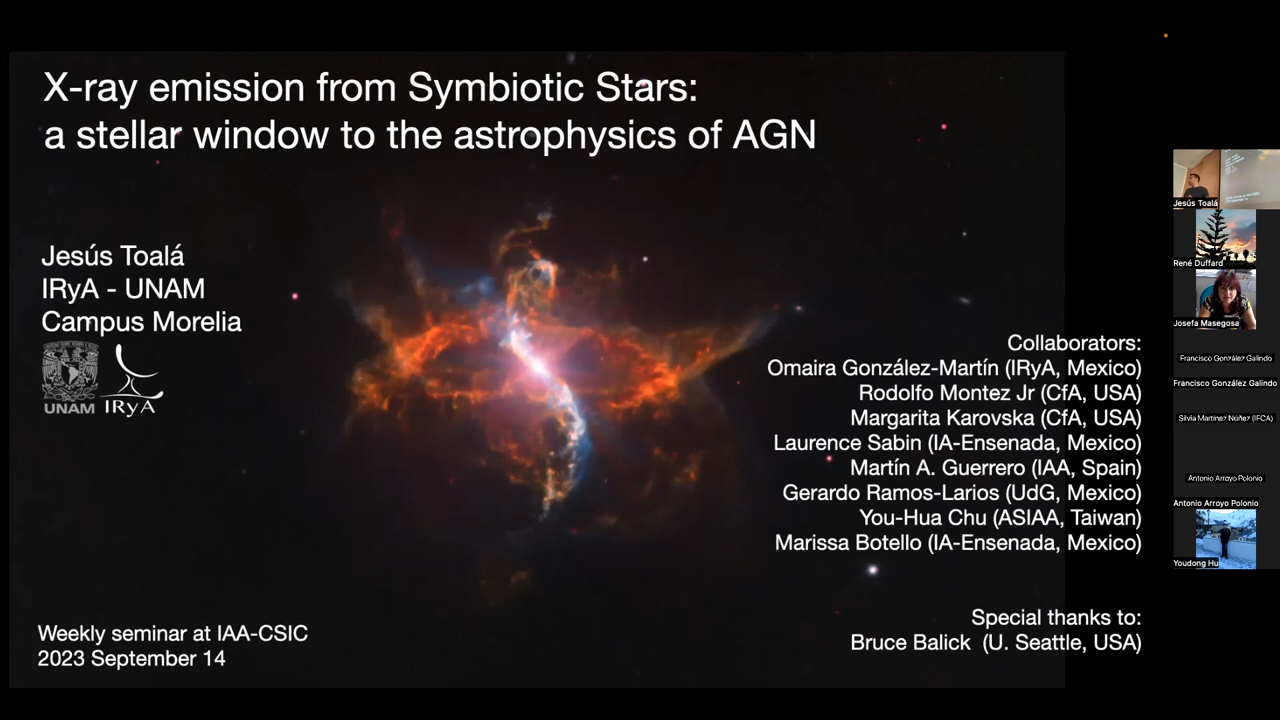 X-ray emission from Symbiotic Stars:
a stellar window to the astrophysics of AGN
Jesús Toalá
IRyA - UNAM
Campus Morelia
UNAM
IRyA
Collaborators:
Omaira González-Martín (IRyA, Mexico)
Rodolfo Montez Jr (CfA, USA)
Margarita Karovska (CfA, USA)
Laurence Sabin (IA-Ensenada, Mexico)
Martín A. Guerrero (IAA, Spain)
Gerardo Ramos-Larios (UdG, Mexico)
You-Hua Chu (ASIAA, Taiwan)
Marissa Botello (IA-Ensenada, Mexico)
Special thanks to:
Bruce Balick (U. Seattle, USA)
Weekly seminar at IAA-CSIC
2023 September 14
Jesús Toalá
René Duffard
Josefa Masegosa
Francisco González Galindo
Francisco González Galindo
Silvia Martínez Núñez (IFCA)
Antonio Arroyo Polonio
Antonio Arroyo Polonio
Youdong Hu